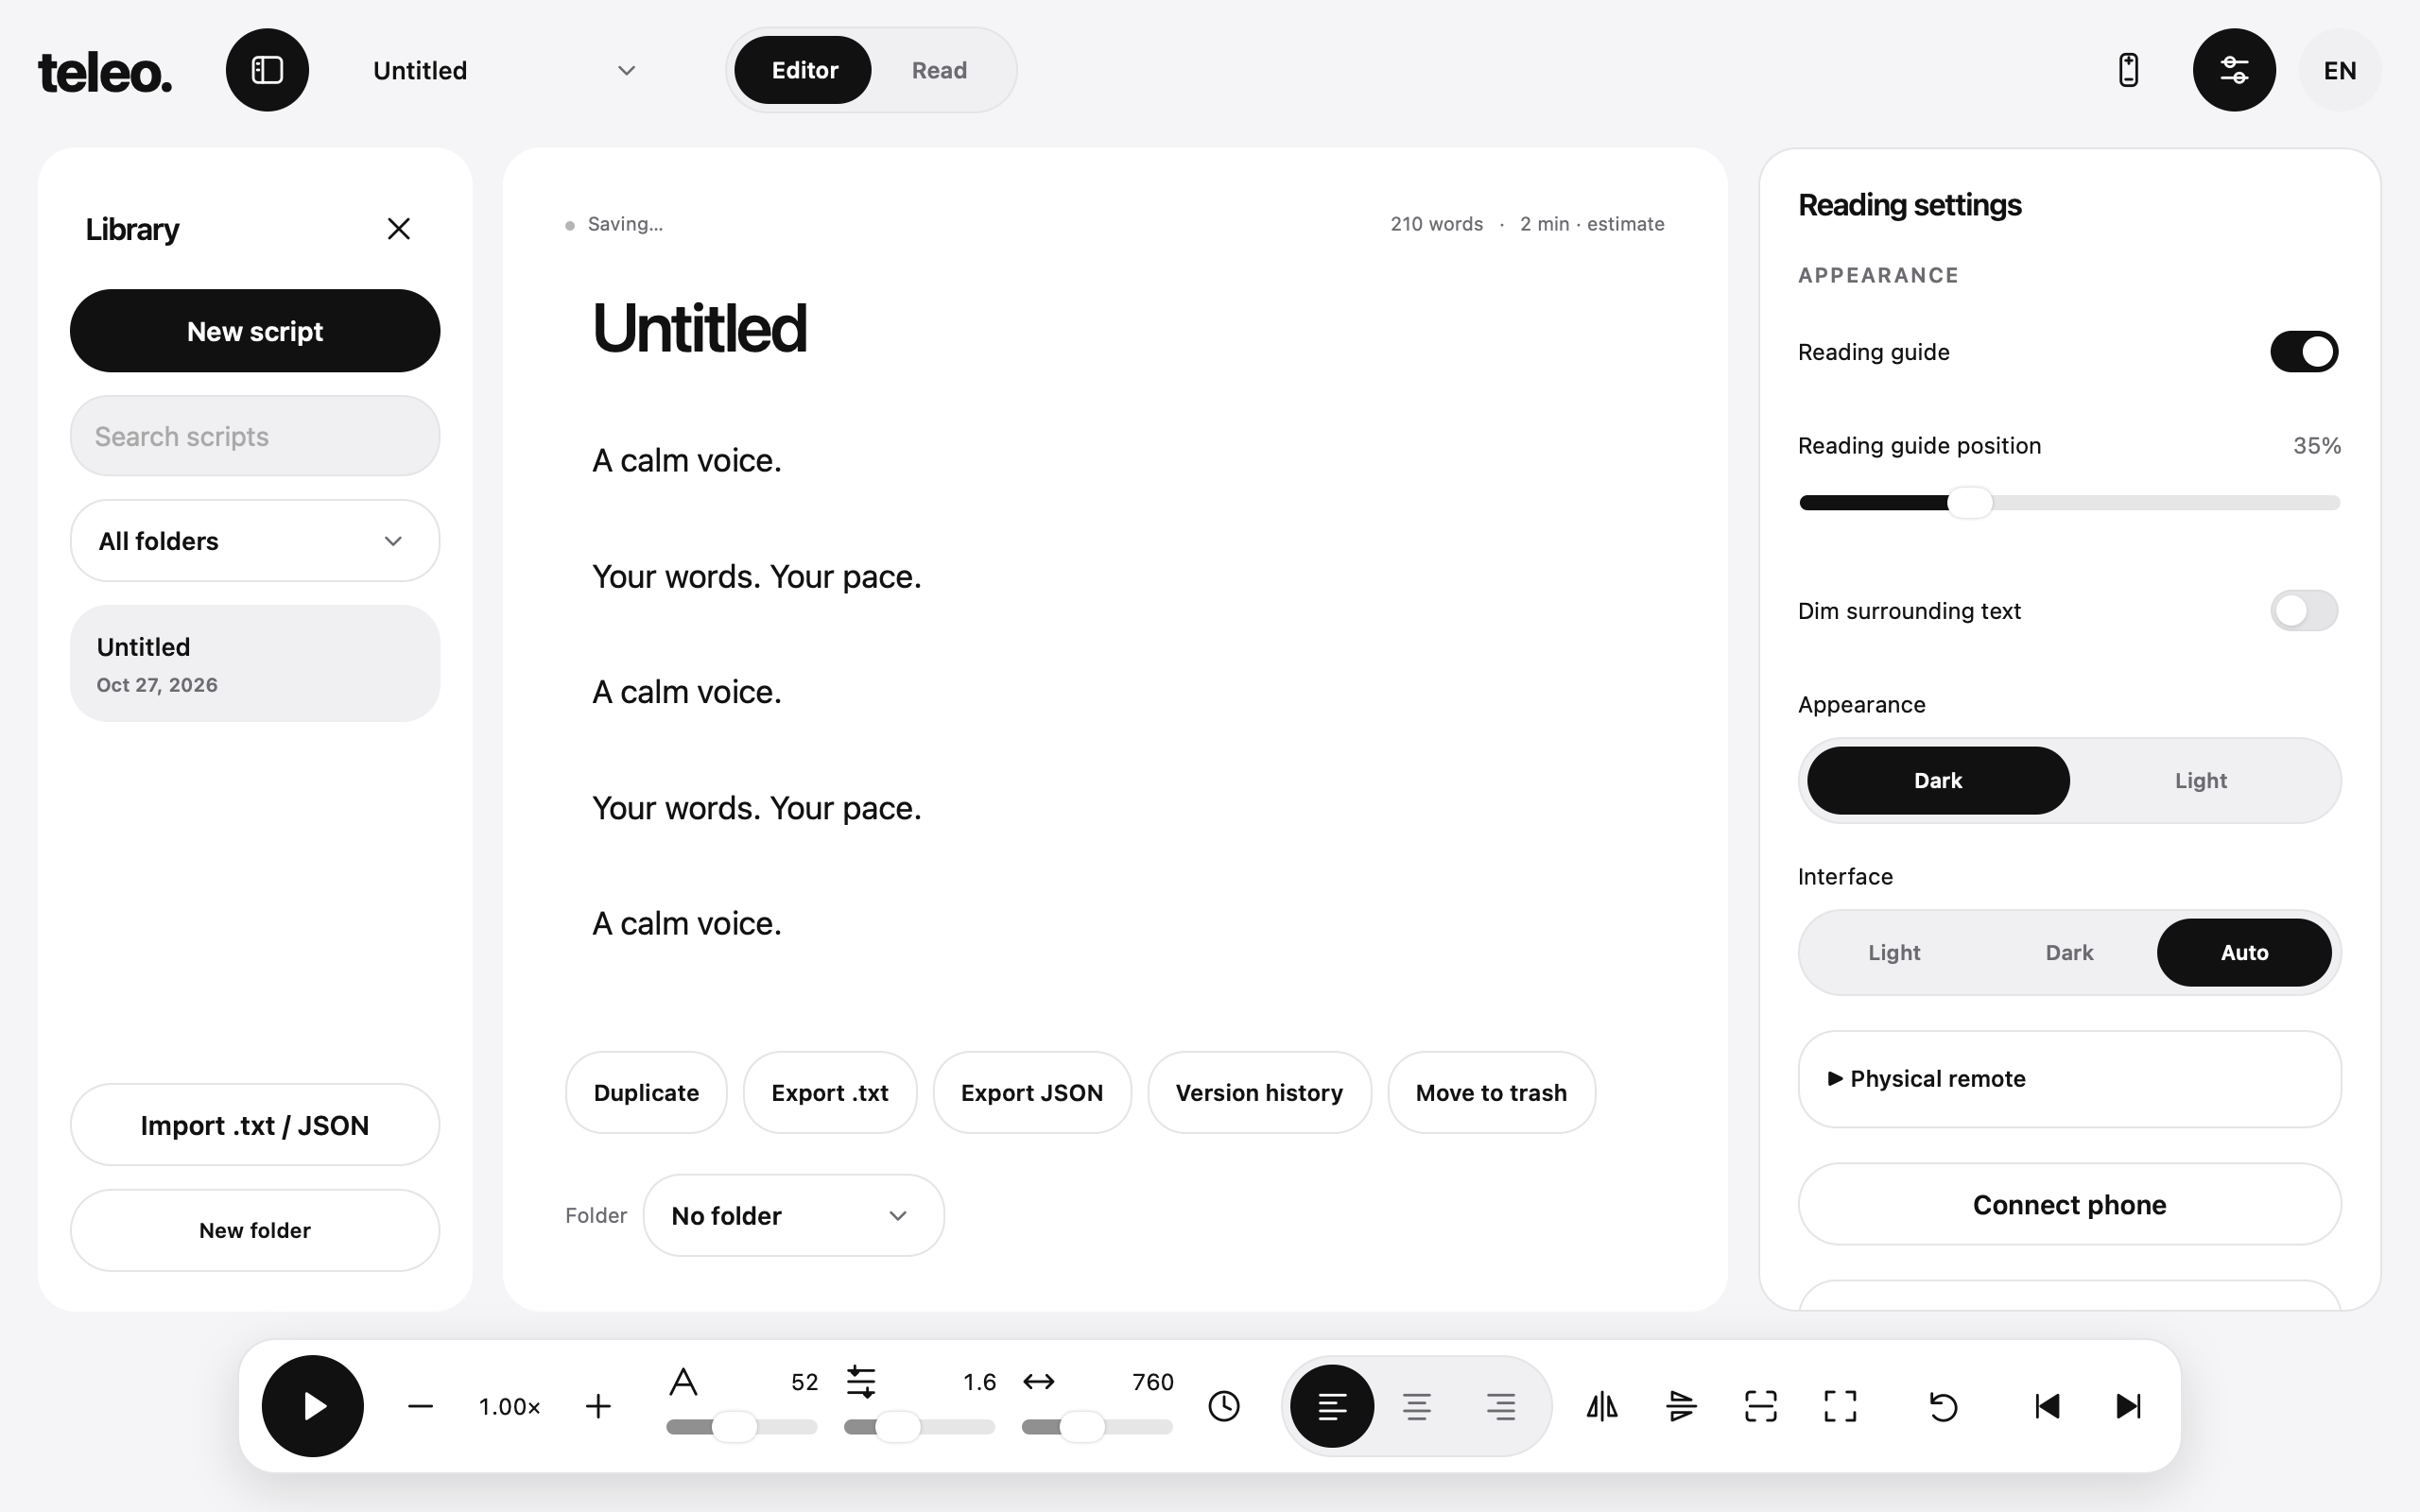 teleo.
Untitled
Editor
Read
EN
Library
New script
Search scripts
All folders
Untitled
Oct 27, 2026
Import .txt / JSON
New folder
Saving...
210 words · 2 min · estimate
Untitled
A calm voice.
Your words. Your pace.
A calm voice.
Your words. Your pace.
A calm voice.
Duplicate
Export .txt
Export JSON
Version history
Move to trash
Folder
No folder
Reading settings
APPEARANCE
Reading guide
Reading guide position 35%
Dim surrounding text
Appearance
Dark
Light
Interface
Light
Dark
Auto
Physical remote
Connect phone
1.00×
52
1.6
760